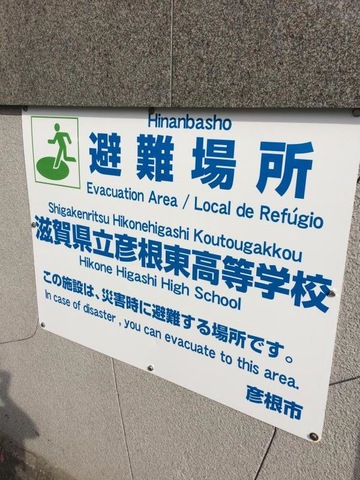 Hinanbasho
避難場所
Evacuation Area / Local de Refúgio
Shigakenritsu Hikonehigashi Koutougakkou
滋賀県立彦根東高等学校
Hikone Higashi High School
この施設は、災害時に避難する場所です。
In case of disaster , you can evacuate to this area.
彦根市